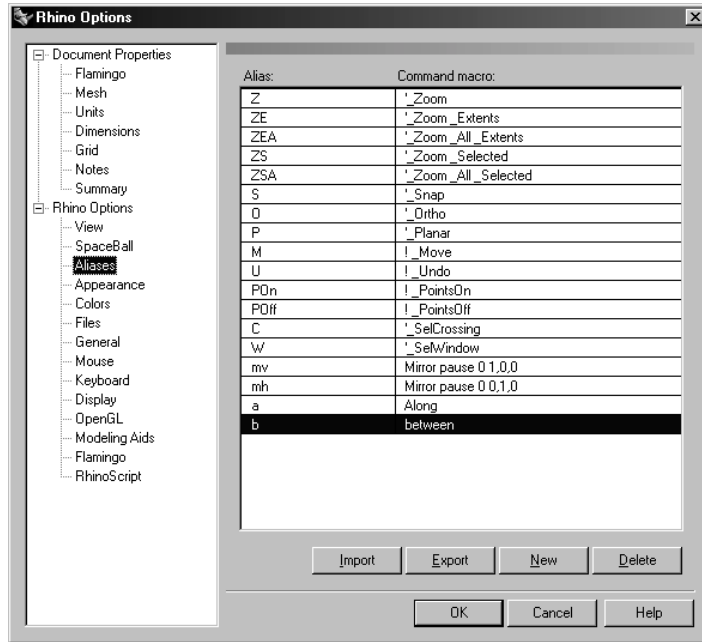 Rhino Options
Document Properties
Flamingo
Mesh
Units
Dimensions
Grid
Notes
Summary
Rhino Options
View
SpaceBall
Aliases
Appearance
Colors
Files
General
Mouse
Keyboard
Display
OpenGL
Modeling Aids
Flamingo
RhinoScript
Alias: Command macro:
Z '_Zoom
ZE '_Zoom _Extents
ZEA '_Zoom _All _Extents
ZS '_Zoom _Selected
ZSA '_Zoom _All _Selected
S '_Snap
O '_Ortho
P '_Planar
M ! _Move
U ! _Undo
POn ! _PointsOn
POff ! _PointsOff
C '_SelCrossing
W '_SelWindow
mv Mirror pause 0 1,0,0
mh Mirror pause 0 0,1,0
a Along
b between
Import Export New Delete
OK Cancel Help